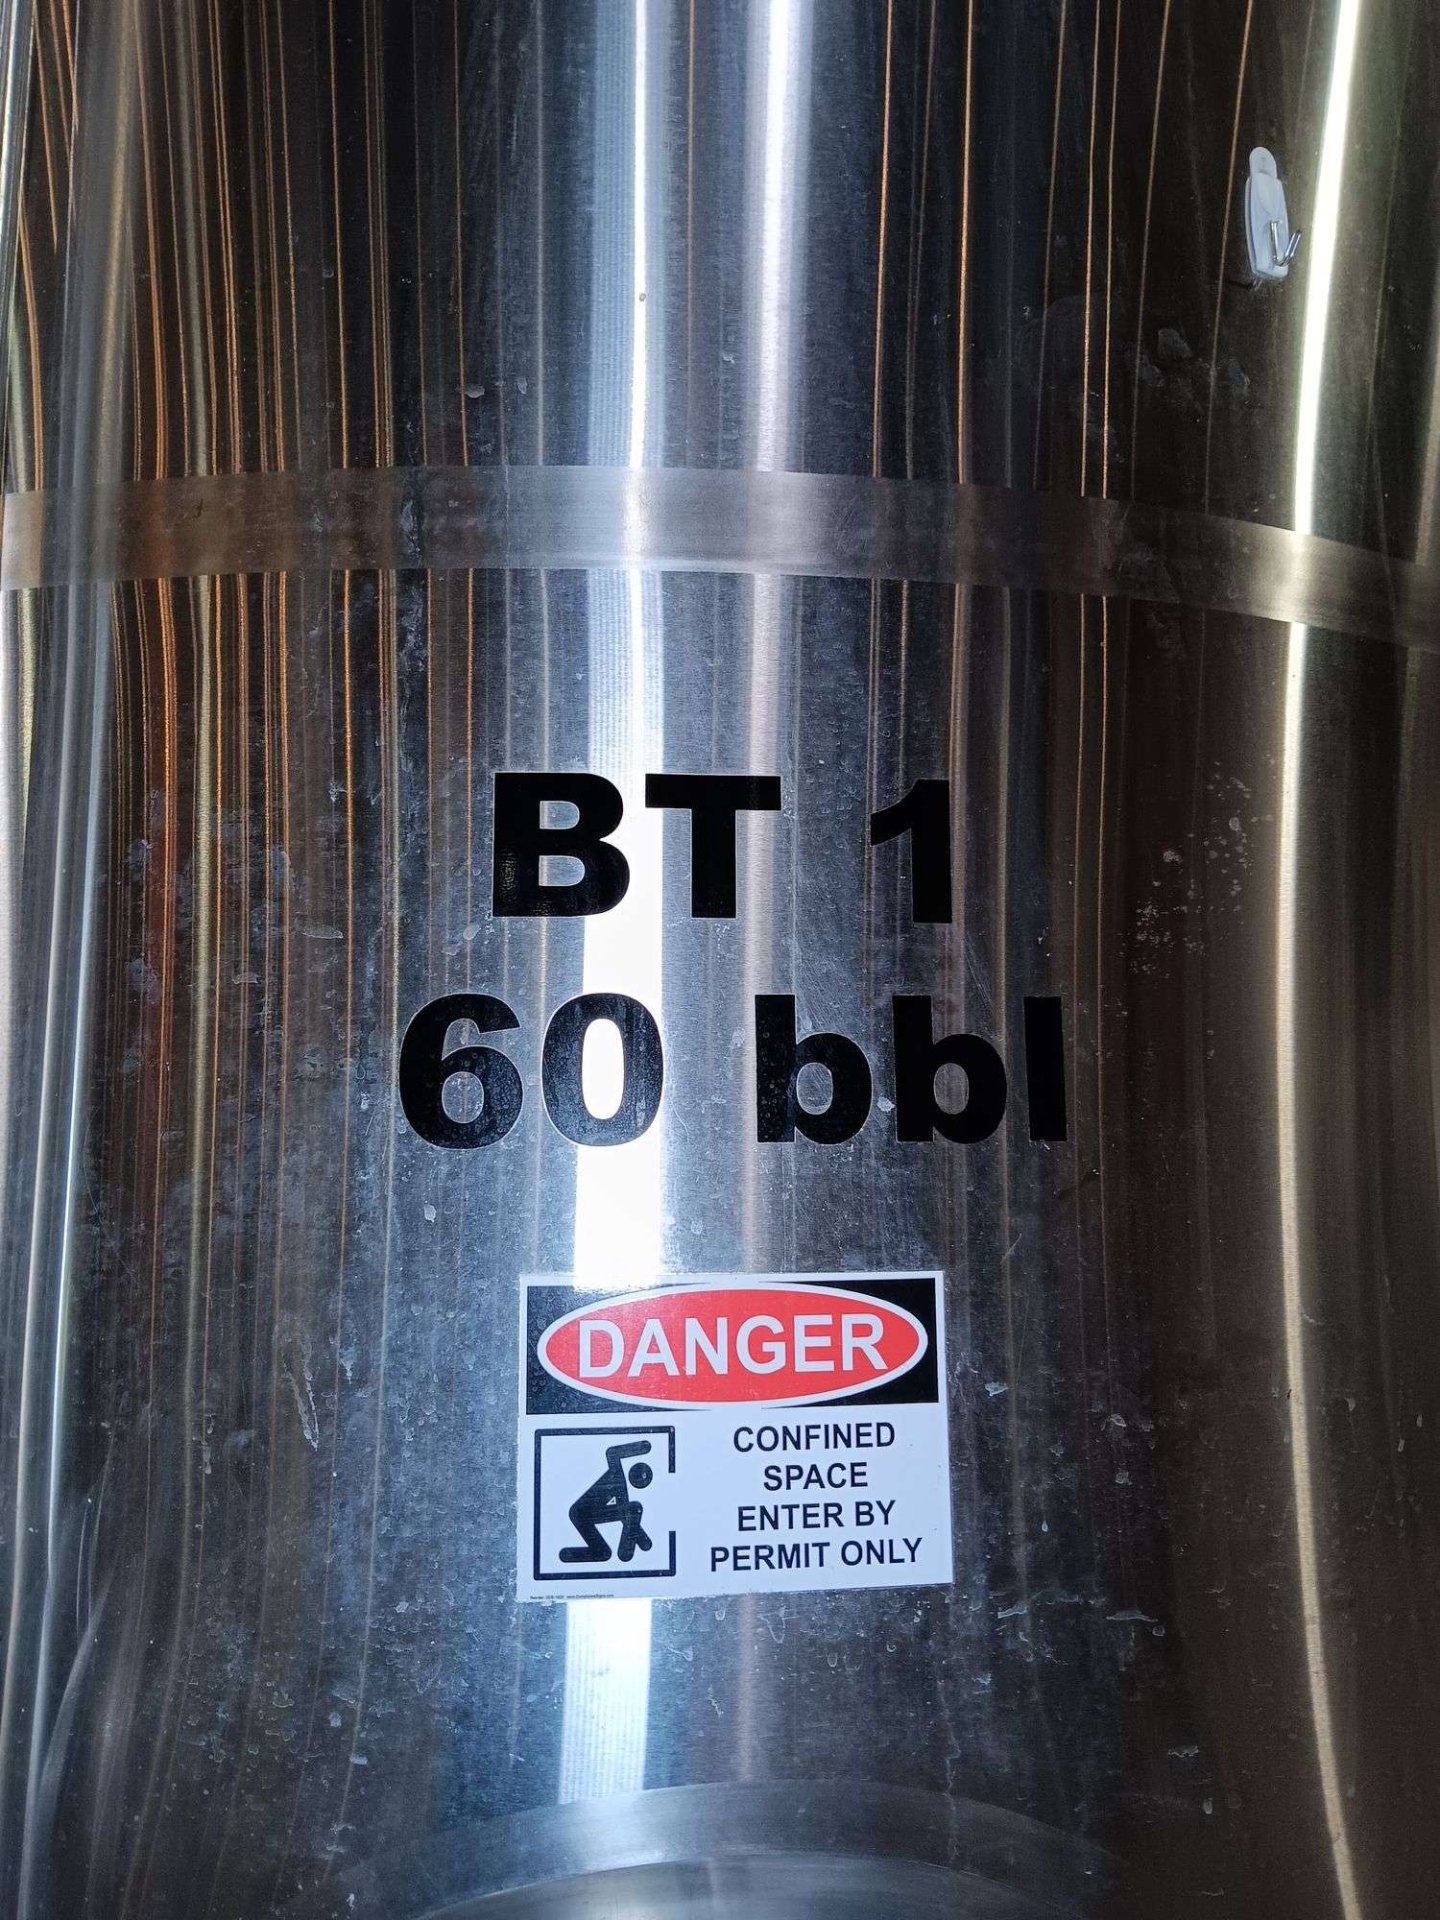 BT 1
60 bbl
DANGER
CONFINED
SPACE
ENTER BY
PERMIT ONLY